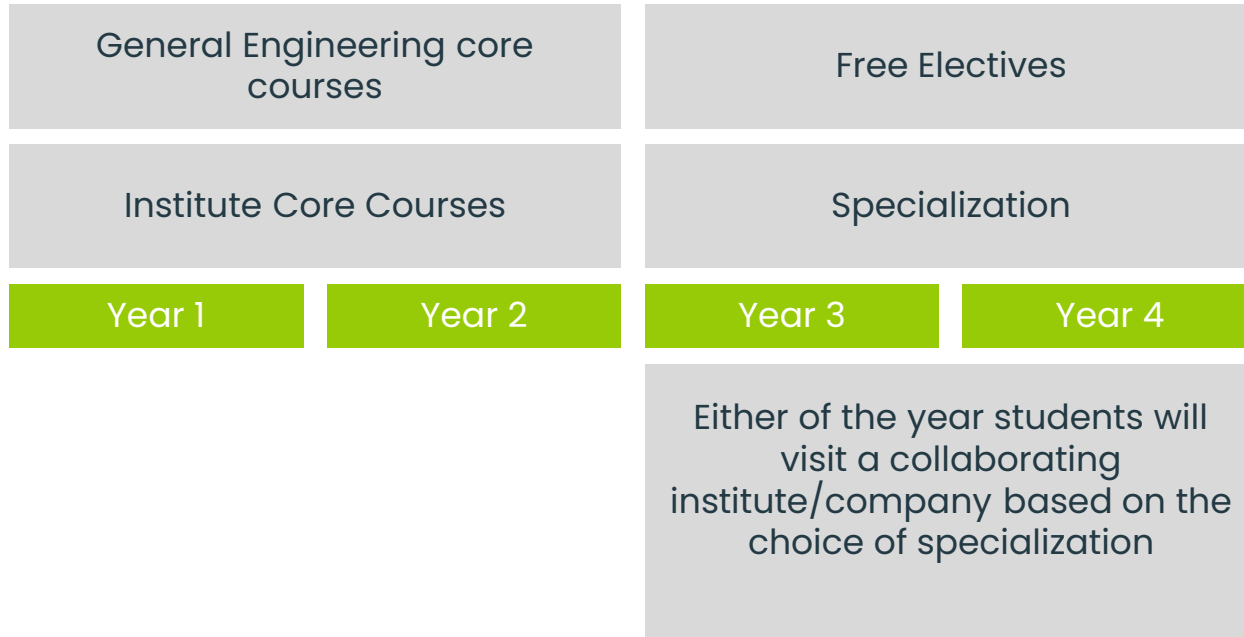 General Engineering core
courses
Free Electives
Institute Core Courses
Specialization
Year 1
Year 2
Year 3
Year 4
Either of the year students will
visit a collaborating
institute/company based on the
choice of specialization